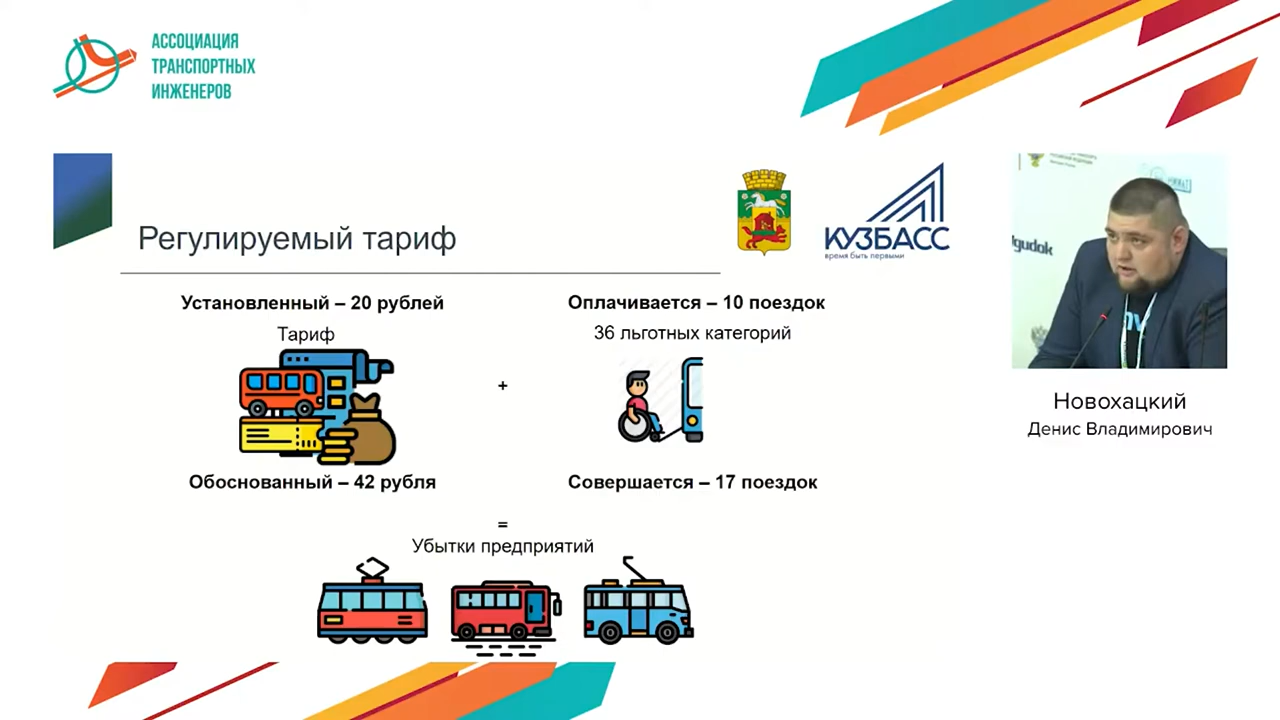 АССОЦИАЦИЯ
ТРАНСПОРТНЫХ
ИНЖЕНЕРОВ
Регулируемый тариф
КУЗБАСС
время быть первыми
Установленный – 20 рублей
Тариф
Обоснованный – 42 рубля
+
Оплачивается – 10 поездок
36 льготных категорий
Совершается – 17 поездок
=
Убытки предприятий
gudok
Новохацкий
Денис Владимирович